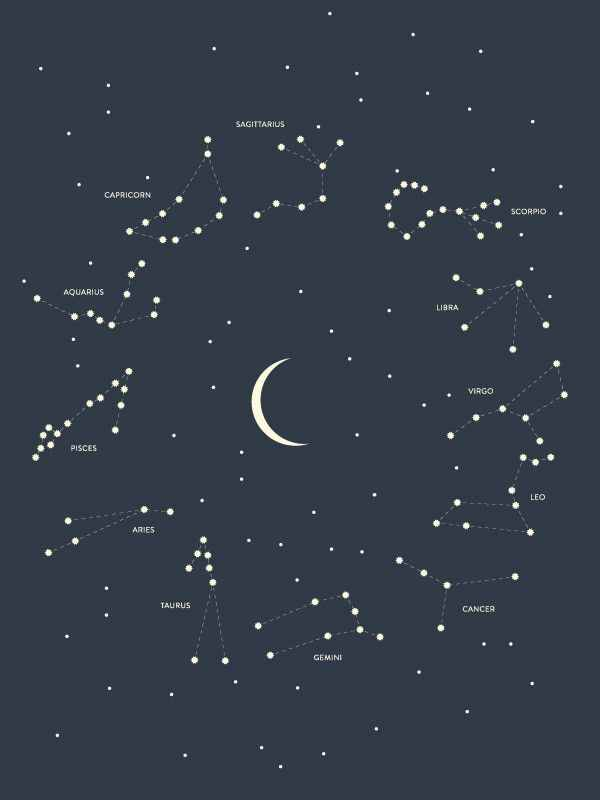 SAGITTARIUS
CAPRICORN
SCORPIO
AQUARIUS
LIBRA
VIRGO
PISCES
LEO
ARIES
TAURUS
CANCER
GEMINI